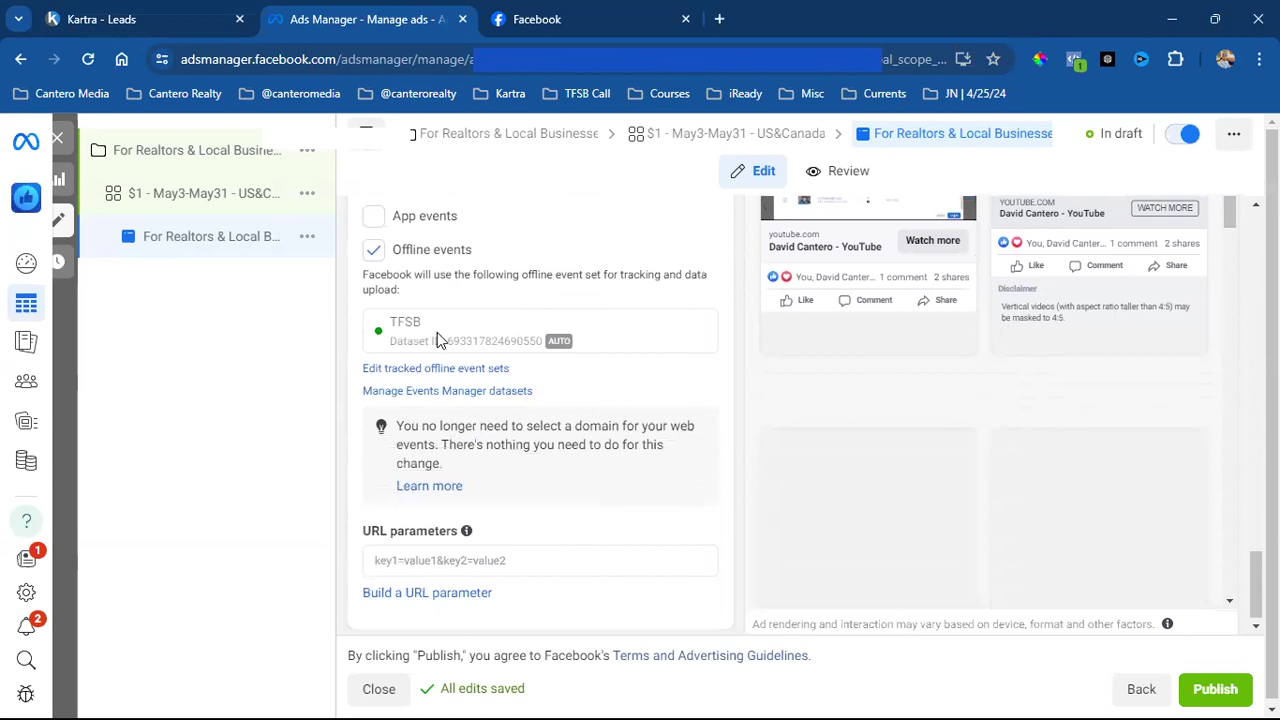 Kartra - Leads
Ads Manager - Manage ads - A
Facebook
adsmanager.facebook.com/adsmanager/manage/a
al_scope_...
1
Cantero Media
Cantero Realty
@canteromedia
@canterorealty
Kartra
TFSB Call
Courses
iReady
Misc
Currents
JN | 4/25/24
For Realtors & Local Busine...
$1 - May3-May31 - US&C...
For Realtors & Local B...
For Realtors & Local Businesse
$1 - May3-May31 - US&Canada
For Realtors & Local Businesse
In draft
Edit
Review
App events
Offline events
Facebook will use the following offline event set for tracking and data
upload:
TFSB
Dataset I 693317824690550 AUTO
Edit tracked offline event sets
Manage Events Manager datasets
You no longer need to select a domain for your web
events. There's nothing you need to do for this
change.
Learn more
URL parameters
key1=value1&key2=value2
Build a URL parameter
youtube.com
David Cantero - YouTube
Watch more
You, David Canter... 1 comment 2 shares
Like Comment Share
YOUTUBE.COM
David Cantero - YouTube
WATCH MORE
You, David Canter... 1 comment 2 shares
Like Comment Share
Disclaimer
Vertical videos (with aspect ratio taller than 4:5) may
be masked to 4:5.
Ad rendering and interaction may vary based on device, format and other factors.
1
2
By clicking "Publish," you agree to Facebook's Terms and Advertising Guidelines.
Close
All edits saved
Back
Publish